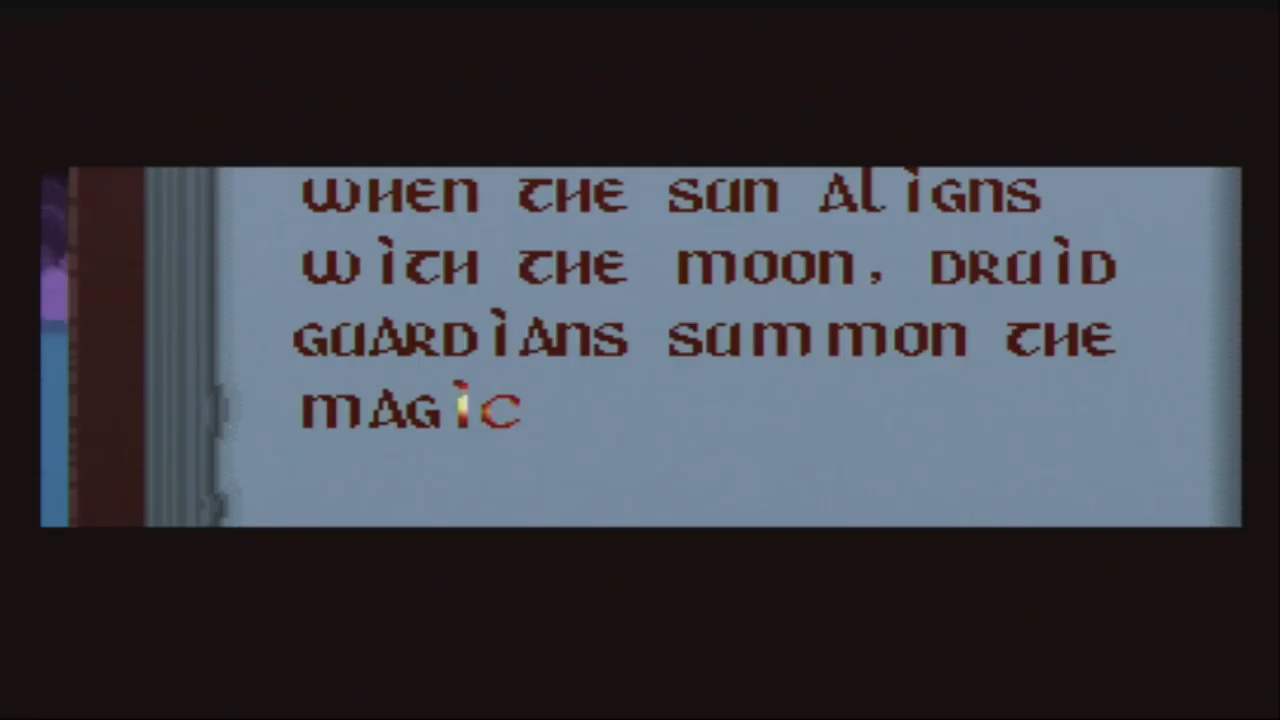 WHEN THE SUN ALIGNS
WITH THE MOON, DRUID
GUARDIANS SUMMON THE
MAGIC